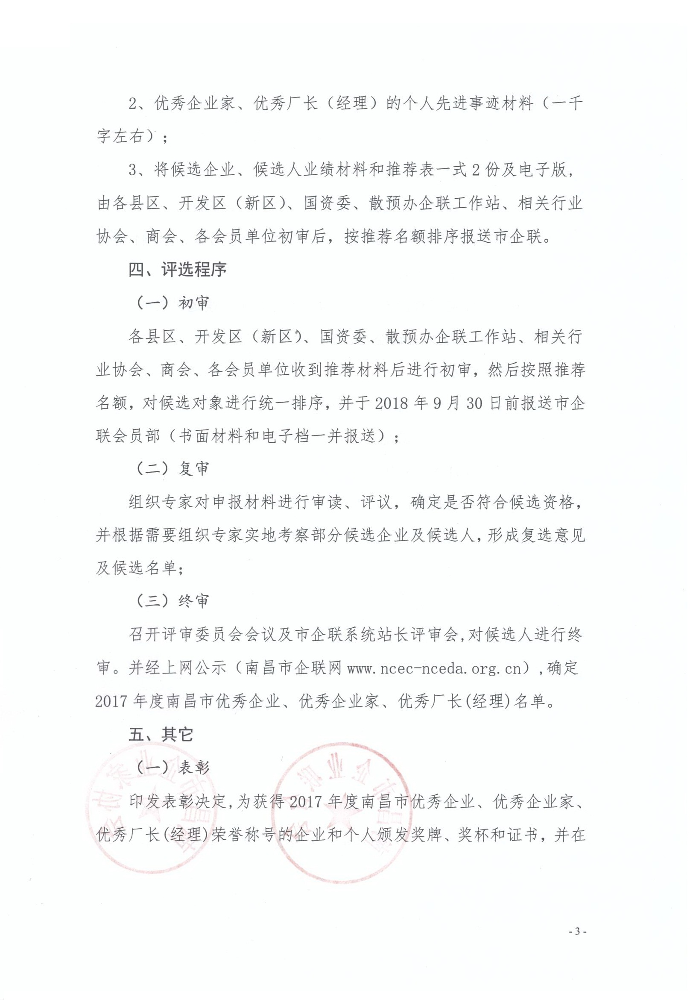 2、优秀企业家、优秀厂长（经理）的个人先进事迹材料（一千
字左右）；
3、将候选企业、候选人业绩材料和推荐表一式 2 份及电子版，
由各县区、开发区（新区）、国资委、散预办企联工作站、相关行业
协会、商会、各会员单位初审后，按推荐名额排序报送市企联。
四、评选程序
（一）初审
各县区、开发区（新区）、国资委、散预办企联工作站、相关行
业协会、商会、各会员单位收到推荐材料后进行初审，然后按照推荐
名额，对候选对象进行统一排序，并于 2018 年 9 月 30 日前报送市企
联会员部（书面材料和电子档一并报送）；
（二）复审
组织专家对申报材料进行审读、评议，确定是否符合候选资格，
并根据需要组织专家实地考察部分候选企业及候选人，形成复选意见
及候选名单；
（三）终审
召开评审委员会会议及市企联系统站长评审会,对候选人进行终
审。并经上网公示（南昌市企联网 www.ncec-nceda.org.cn）,确定
2017 年度南昌市优秀企业、优秀企业家、优秀厂长(经理)名单。
五、其它
（一）表彰
印发表彰决定,为获得 2017 年度南昌市优秀企业、优秀企业家、
优秀厂长(经理)荣誉称号的企业和个人颁发奖牌、奖杯和证书，并在
- 3 -